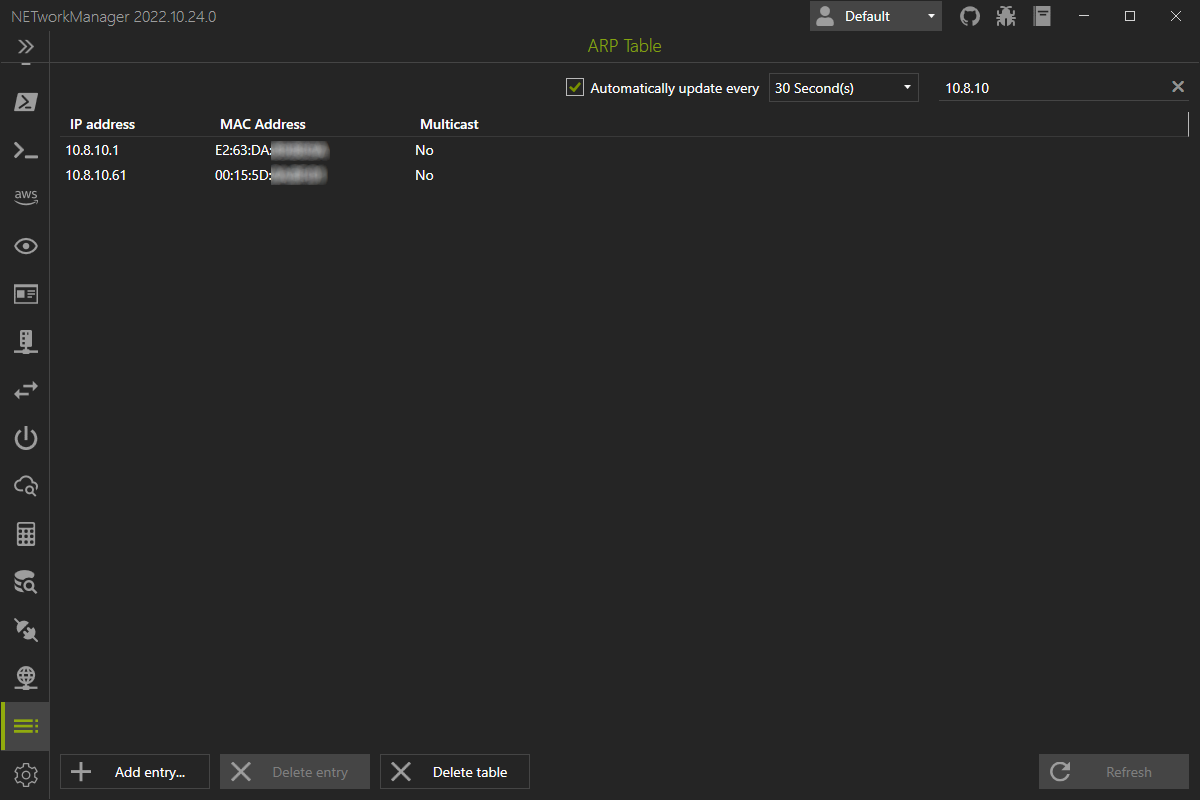 NETworkManager 2022.10.24.0
Default
ARP Table
Automatically update every 30 Second(s) 10.8.10
IP address MAC Address Multicast
10.8.10.1 E2:63:DA: No
10.8.10.61 00:15:5D: No
aws
Add entry... Delete entry Delete table Refresh